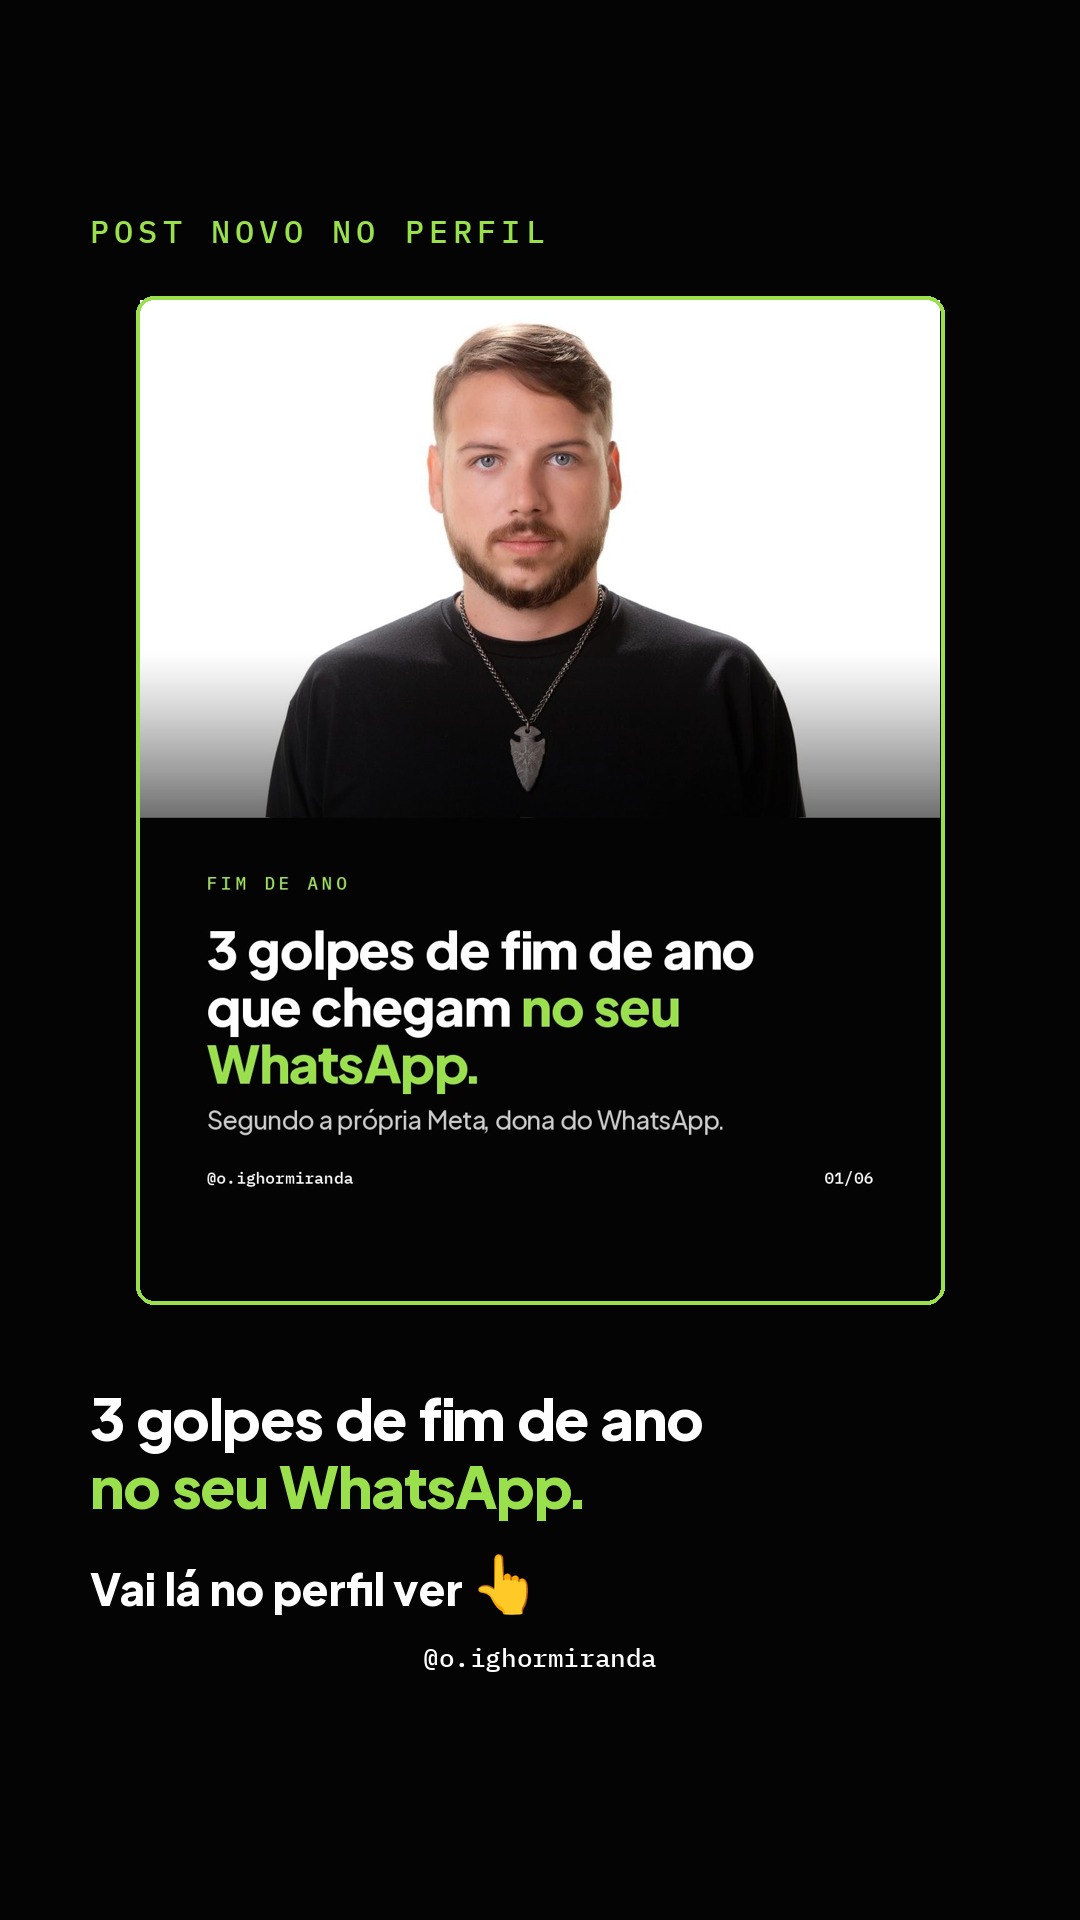 POST NOVO NO PERFIL
FIM DE ANO
3 golpes de fim de ano
que chegam no seu
WhatsApp.
Segundo a própria Meta, dona do WhatsApp.
@o.ighormiranda
01/06
3 golpes de fim de ano
no seu WhatsApp.
Vai lá no perfil ver 👆
@o.ighormiranda